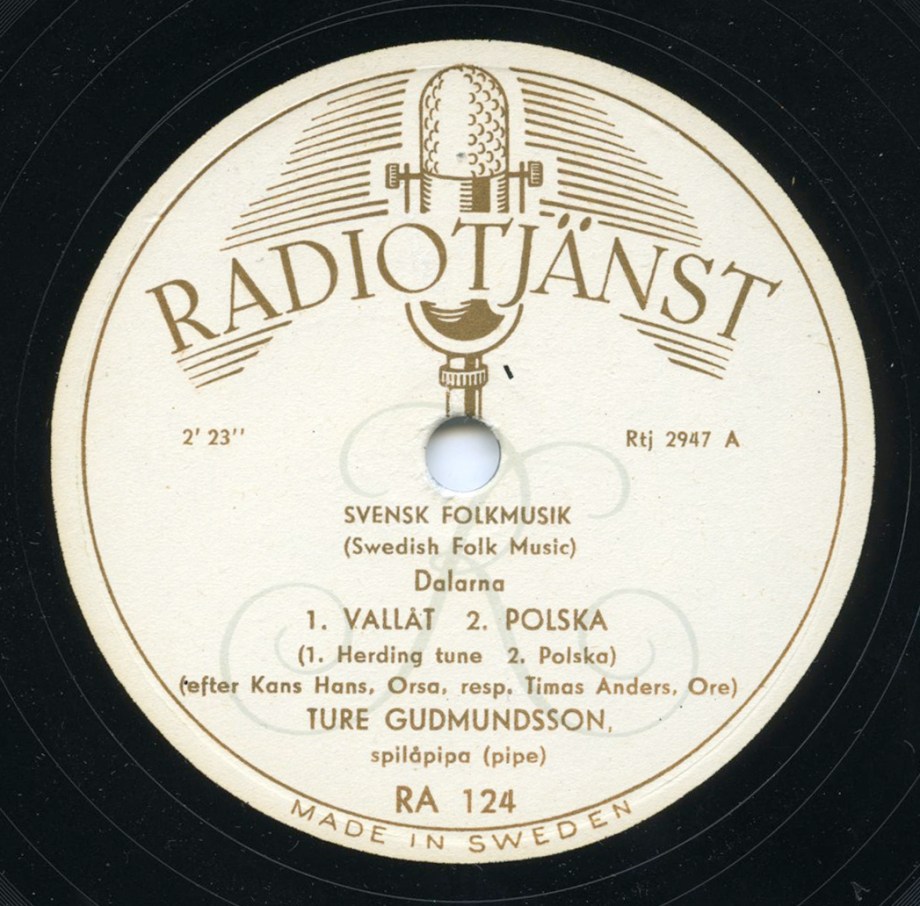 RADIOTJÄNST
2' 23'' Rtj 2947 A
SVENSK FOLKMUSIK
(Swedish Folk Music)
Dalarna
1. VALLÅT 2. POLSKA
(1. Herding tune 2. Polska)
(efter Kans Hans, Orsa, resp. Timas Anders, Ore)
TURE GUDMUNDSSON,
spilåpipa (pipe)
RA 124
MADE IN SWEDEN